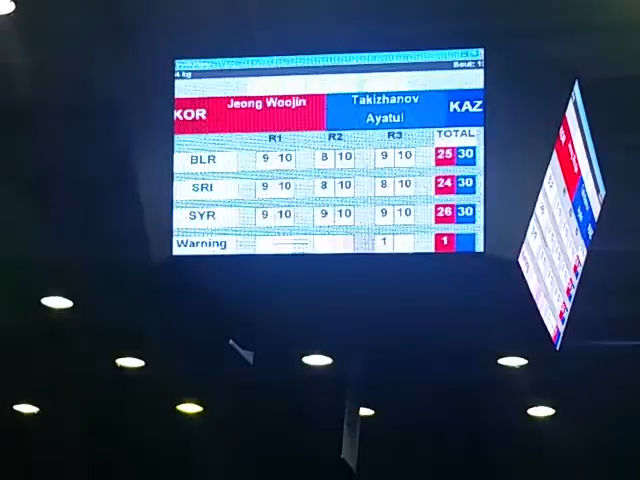 4 kg Bout: 1
KOR Jeong Woojin Takizhanov Ayatul KAZ
R1 R2 R3 TOTAL
BLR 9 10 8 10 9 10 25 30
SRI 9 10 8 10 8 10 24 30
SYR 9 10 8 10 9 10 26 30
Warning 1 1